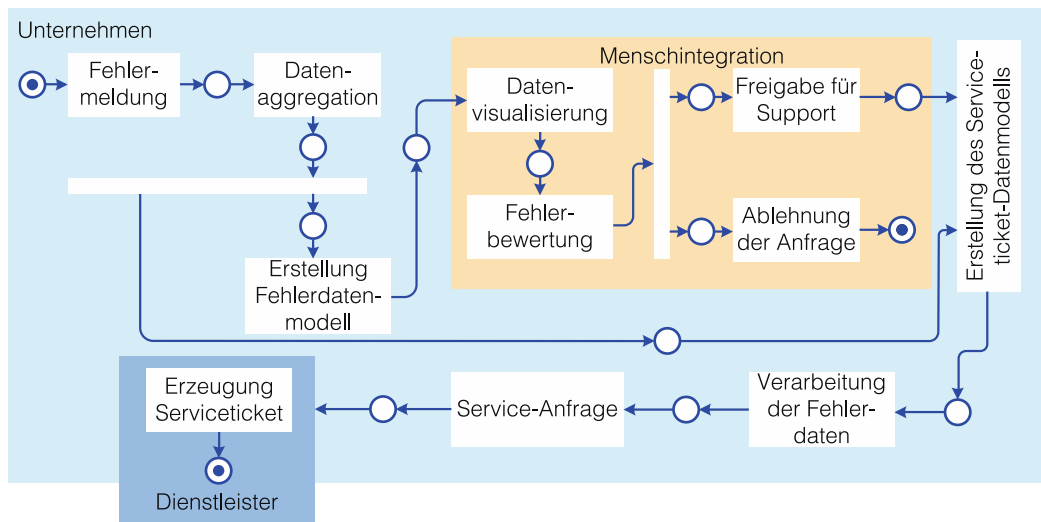 Unternehmen
Fehler-
meldung
Daten-
aggregation
Erstellung
Fehlerdaten-
modell
Menschintegration
Daten-
visualisierung
Fehler-
bewertung
Freigabe für
Support
Ablehnung
der Anfrage
Erstellung des Service-
ticket-Datenmodells
Verarbeitung
der Fehler-
daten
Service-Anfrage
Erzeugung
Serviceticket
Dienstleister